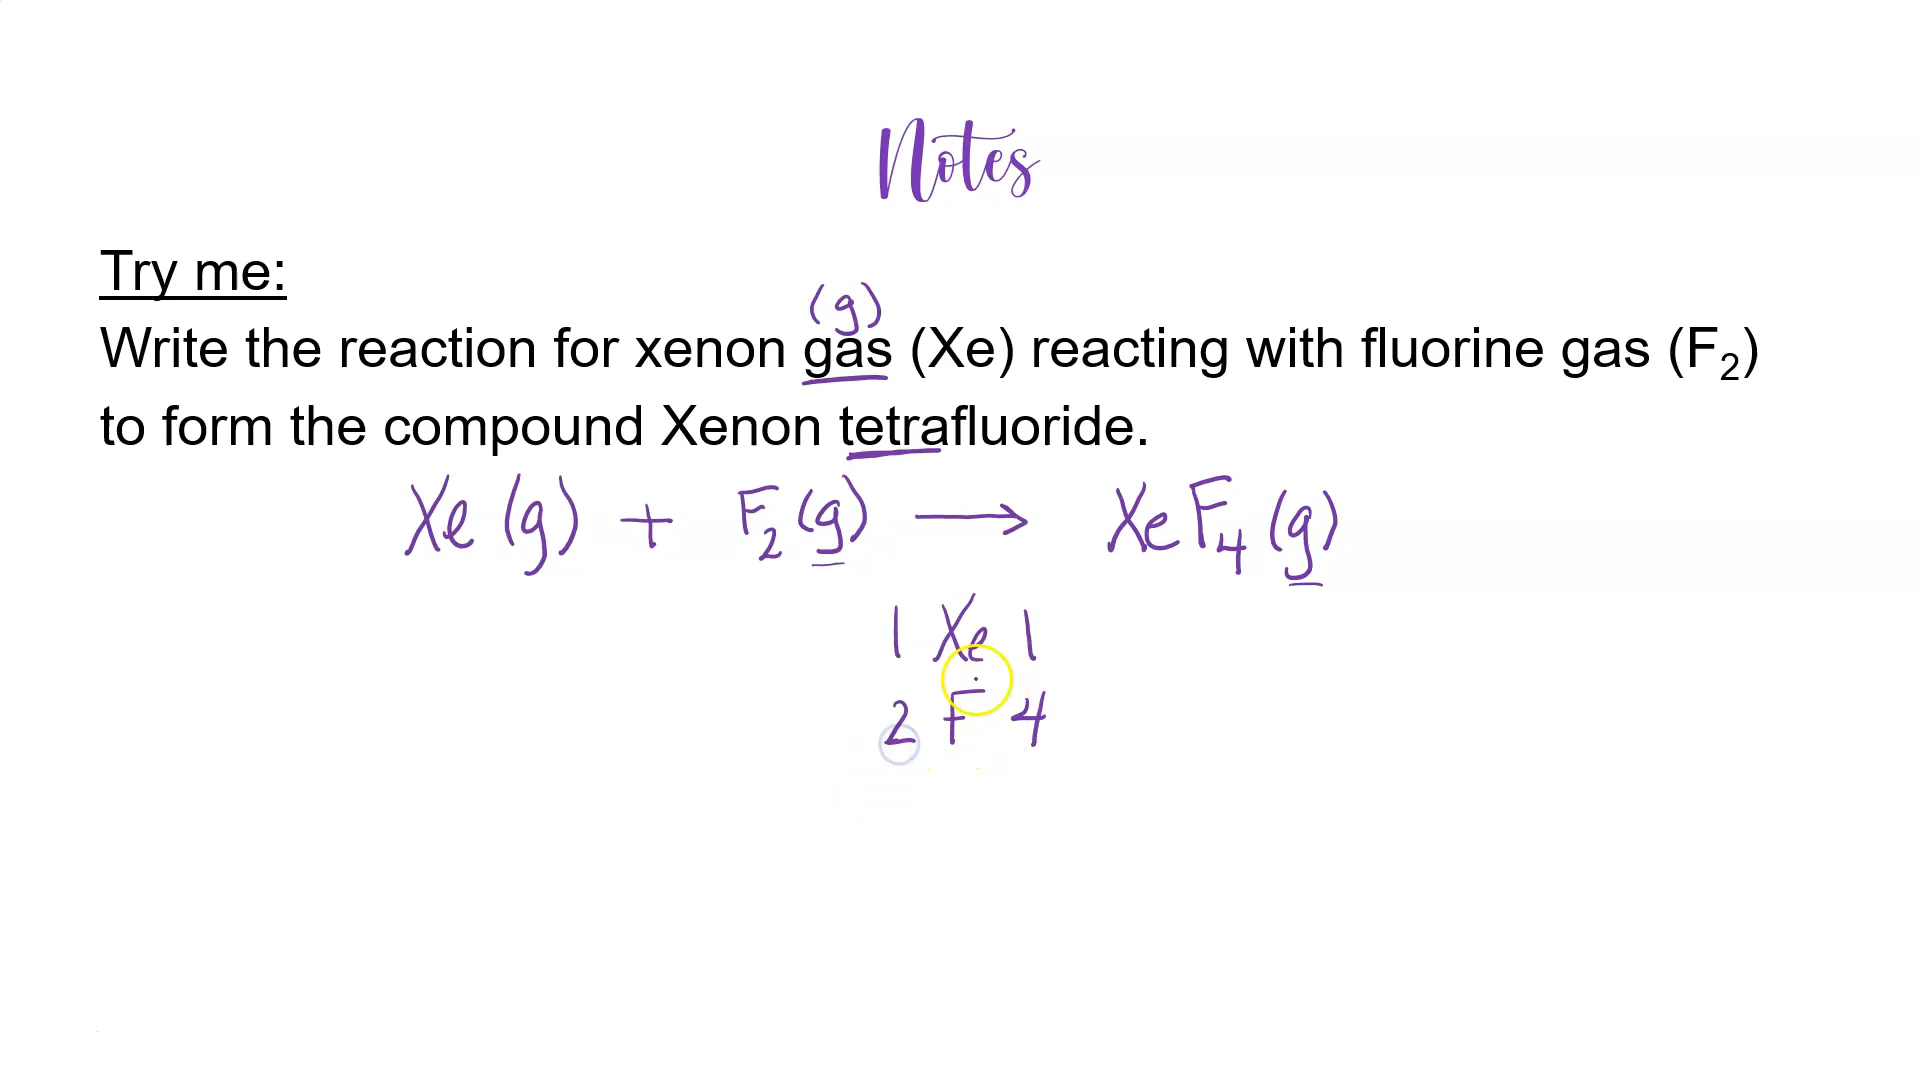 Notes
Try me:
(g)
Write the reaction for xenon gas (Xe) reacting with fluorine gas (F₂)
to form the compound Xenon tetrafluoride.
Xe (g) + F₂ (g) ⟶ XeF₄ (g)
1 Xe 1
2 F 4